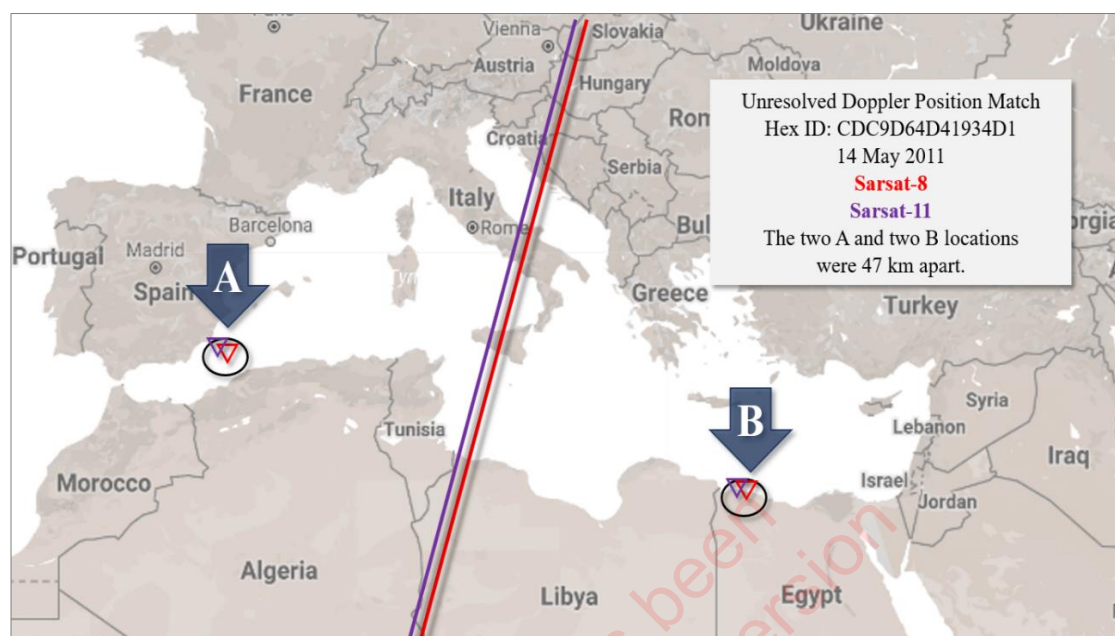 Ukraine
Vienna
Slovakia
Austria
Moldova
France
Hungary
Croatia
Serbia
Italy
Rome
Barcelona
Portugal
Madrid
Spain
Greece
Turkey
Unresolved Doppler Position Match
Hex ID: CDC9D64D41934D1
14 May 2011
Sarsat-8
Sarsat-11
The two A and two B locations
were 47 km apart.
A
B
Syria
Lebanon
Tunisia
Israel
Iraq
Morocco
Jordan
Algeria
Libya
Egypt
been